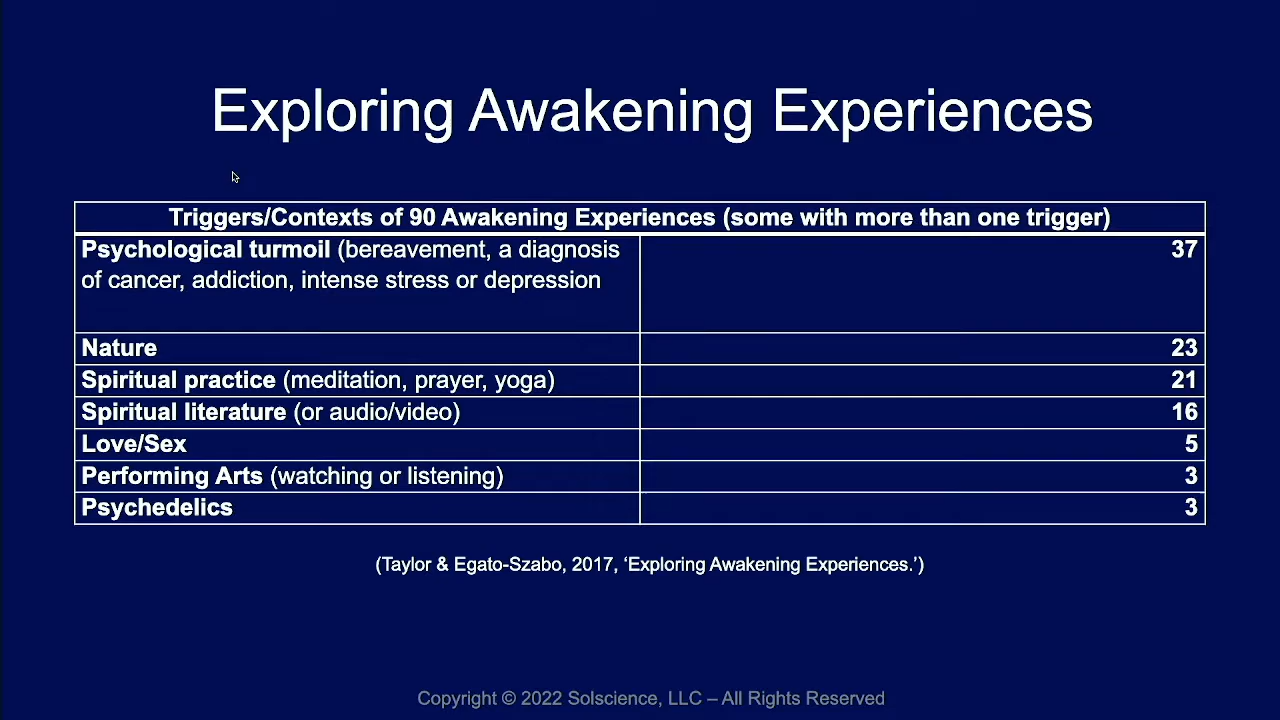 Exploring Awakening Experiences
Triggers/Contexts of 90 Awakening Experiences (some with more than one trigger)
Psychological turmoil (bereavement, a diagnosis 37
of cancer, addiction, intense stress or depression
Nature 23
Spiritual practice (meditation, prayer, yoga) 21
Spiritual literature (or audio/video) 16
Love/Sex 5
Performing Arts (watching or listening) 3
Psychedelics 3
(Taylor & Egato-Szabo, 2017, ‘Exploring Awakening Experiences.’)
Copyright © 2022 Solscience, LLC – All Rights Reserved